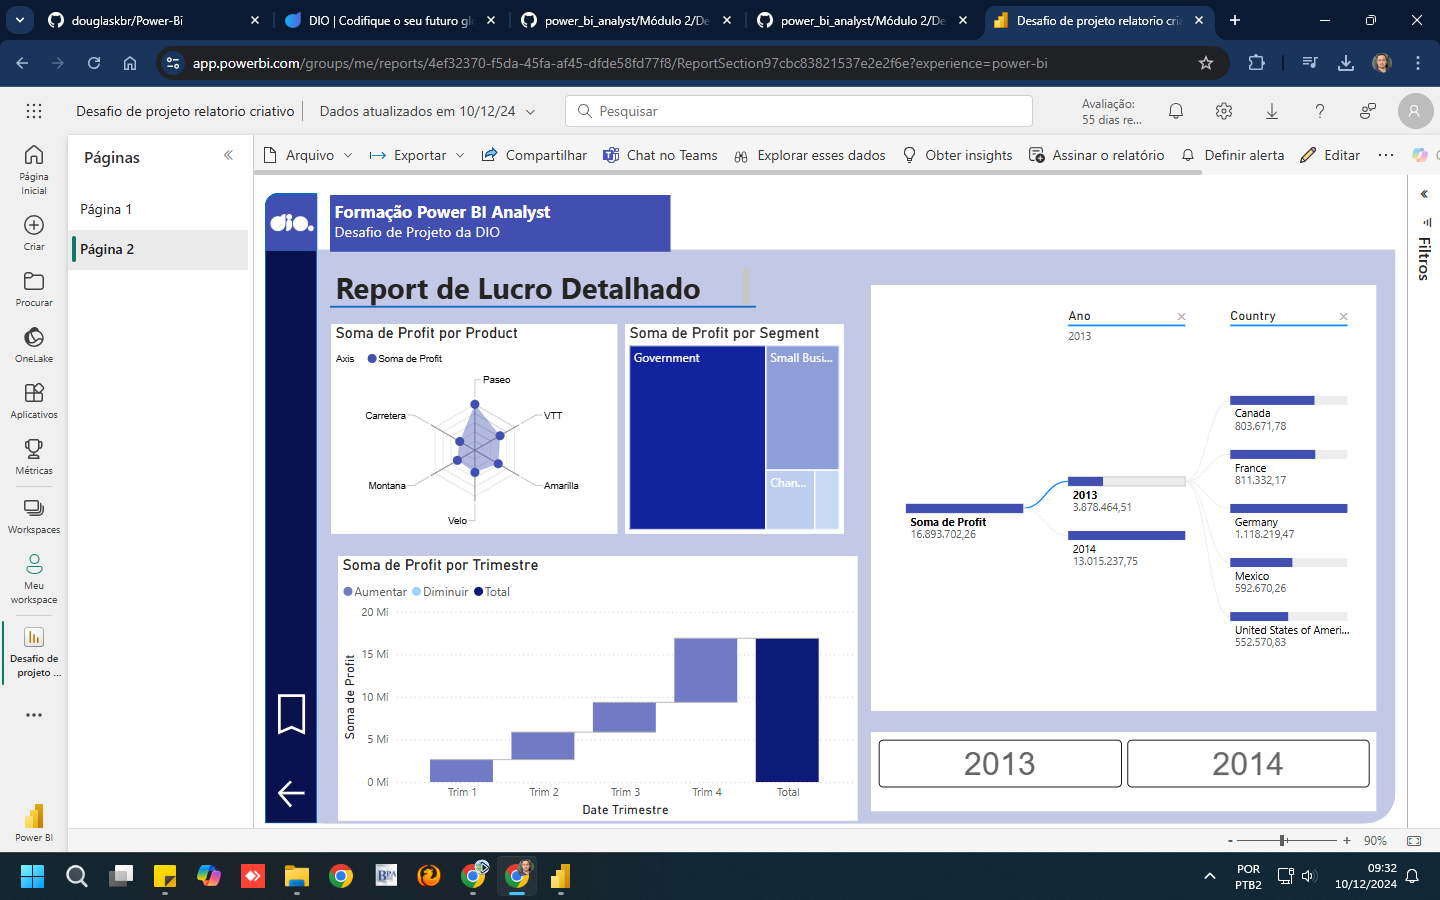 douglaskbr/Power-Bi
DIO | Codifique o seu futuro glo
power_bi_analyst/Módulo 2/De
power_bi_analyst/Módulo 2/De
Desafio de projeto relatorio cria
app.powerbi.com/groups/me/reports/4ef32370-f5da-45fa-af45-dfde58fd77f8/ReportSection97cbc83821537e2e2f6e?experience=power-bi
Desafio de projeto relatorio criativo
Dados atualizados em 10/12/24
Pesquisar
Avaliação:
55 dias re...
Página
Inicial
Criar
Procurar
OneLake
Aplicativos
Métricas
Workspaces
Meu
workspace
Desafio de
projeto ...
Power BI
Páginas
Página 1
Página 2
Arquivo
Exportar
Compartilhar
Chat no Teams
Explorar esses dados
Obter insights
Assinar o relatório
Definir alerta
Editar
Filtros
dio.
Formação Power BI Analyst
Desafio de Projeto da DIO
Report de Lucro Detalhado
Soma de Profit por Product
Axis
Soma de Profit
Paseo
VTT
Amarilla
Velo
Montana
Carretera
Soma de Profit por Segment
Government
Small Busi...
Chan...
Soma de Profit por Trimestre
Aumentar
Diminuir
Total
20 Mi
15 Mi
10 Mi
5 Mi
0 Mi
Soma de Profit
Trim 1
Trim 2
Trim 3
Trim 4
Total
Date Trimestre
Ano
2013
Country
Soma de Profit
16.893.702,26
2013
3.878.464,51
2014
13.015.237,75
Canada
803.671,78
France
811.332,17
Germany
1.118.219,47
Mexico
592.670,26
United States of Ameri...
552.570,83
2013
2014
- + 90%
BPA
POR
PTB2
09:32
10/12/2024